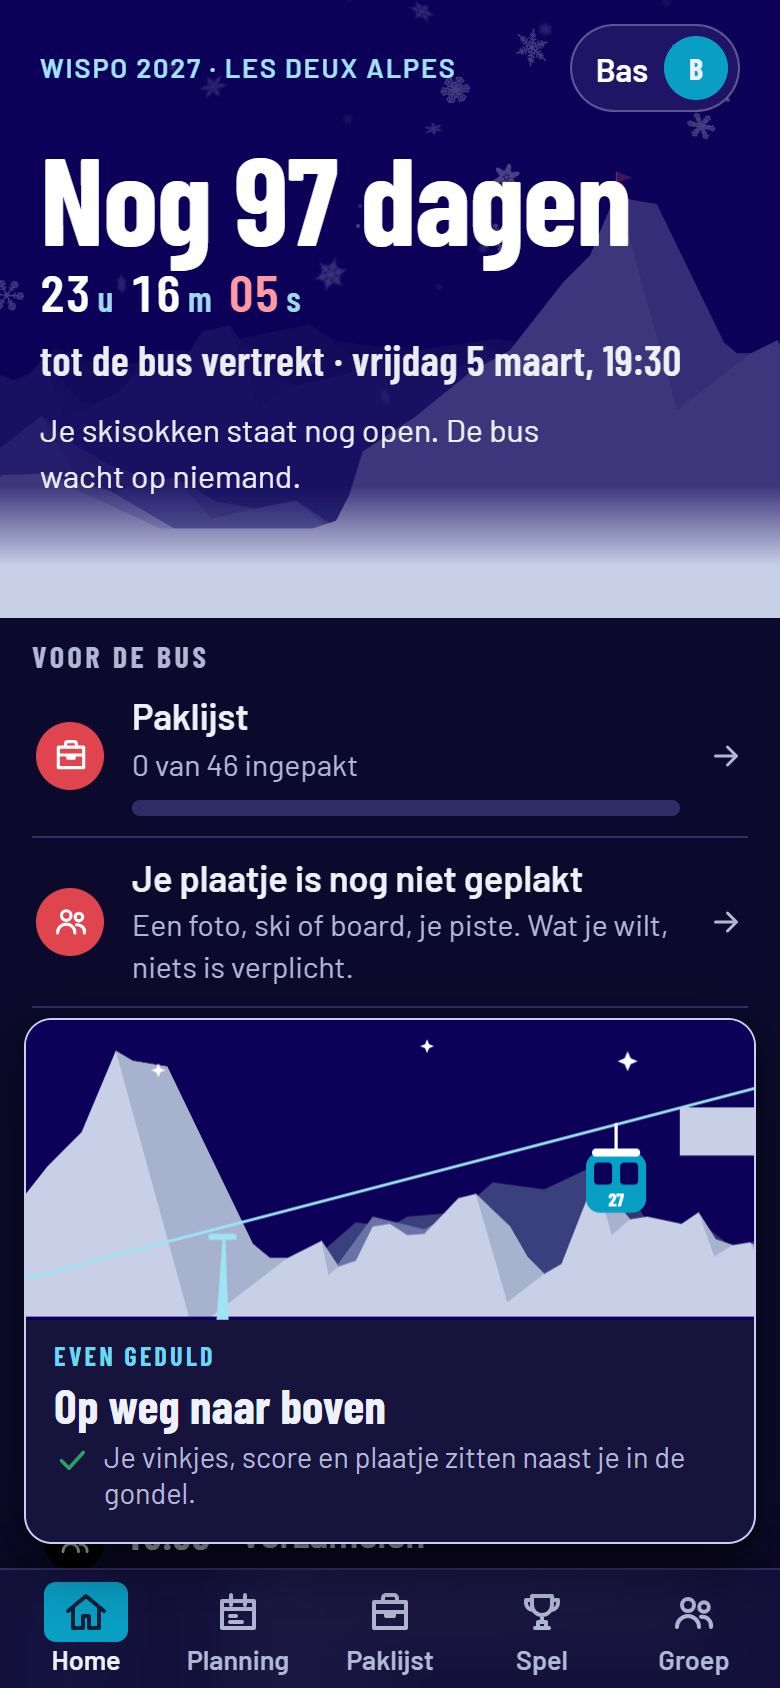 WISPO 2027 · LES DEUX ALPES
Bas
B
Nog 97 dagen
23 u 16 m 05 s
tot de bus vertrekt · vrijdag 5 maart, 19:30
Je skisokken staat nog open. De bus
wacht op niemand.
VOOR DE BUS
Paklijst
0 van 46 ingepakt
Je plaatje is nog niet geplakt
Een foto, ski of board, je piste. Wat je wilt,
niets is verplicht.
27
EVEN GEDULD
Op weg naar boven
Je vinkjes, score en plaatje zitten naast je in de
gondel.
Home
Planning
Paklijst
Spel
Groep